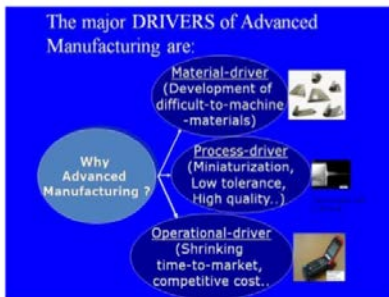 The major DRIVERS of Advanced
Manufacturing are:
Material-driver
(Development of
difficult-to-machine
-materials)
Why
Advanced
Manufacturing ?
Process-driver
(Miniaturization,
Low tolerance,
High quality..)
Operational-driver
(Shrinking
time-to-market,
competitive cost..